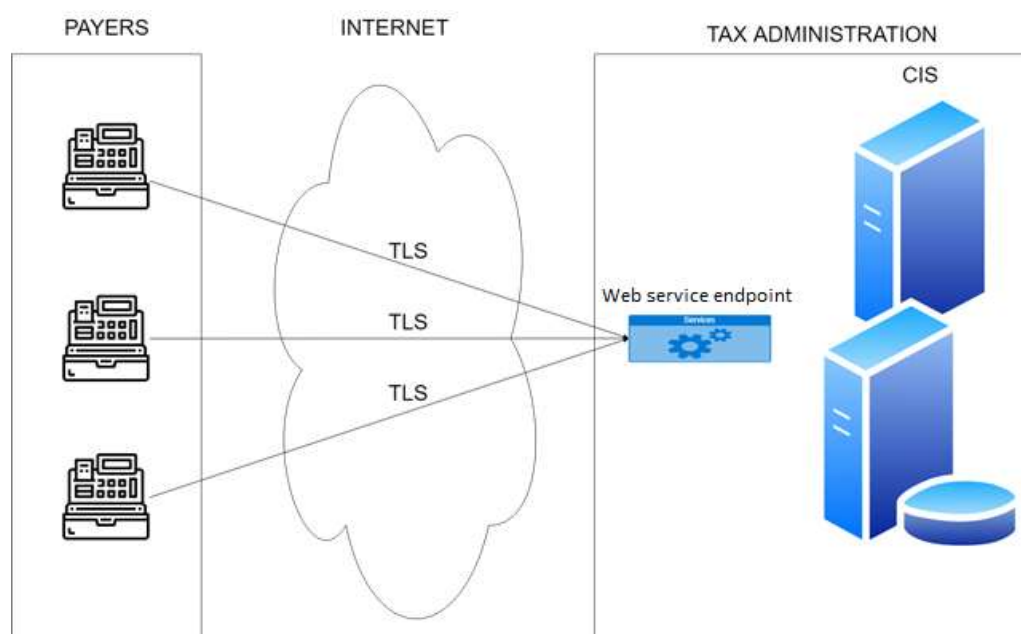 PAYERS
INTERNET
TAX ADMINISTRATION
CIS
TLS
Web service endpoint
Services
TLS
TLS